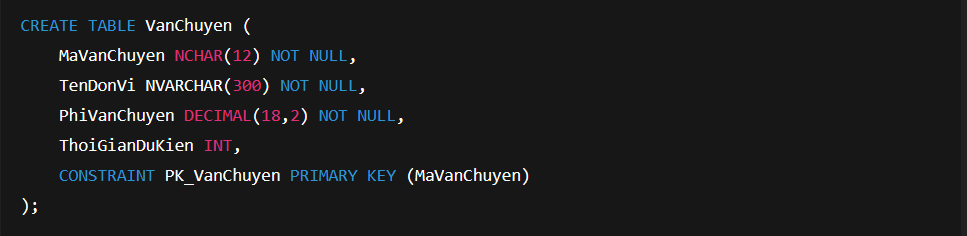 CREATE TABLE VanChuyen (
    MaVanChuyen NCHAR(12) NOT NULL,
    TenDonVi NVARCHAR(300) NOT NULL,
    PhiVanChuyen DECIMAL(18,2) NOT NULL,
    ThoiGianDuKien INT,
    CONSTRAINT PK_VanChuyen PRIMARY KEY (MaVanChuyen)
);